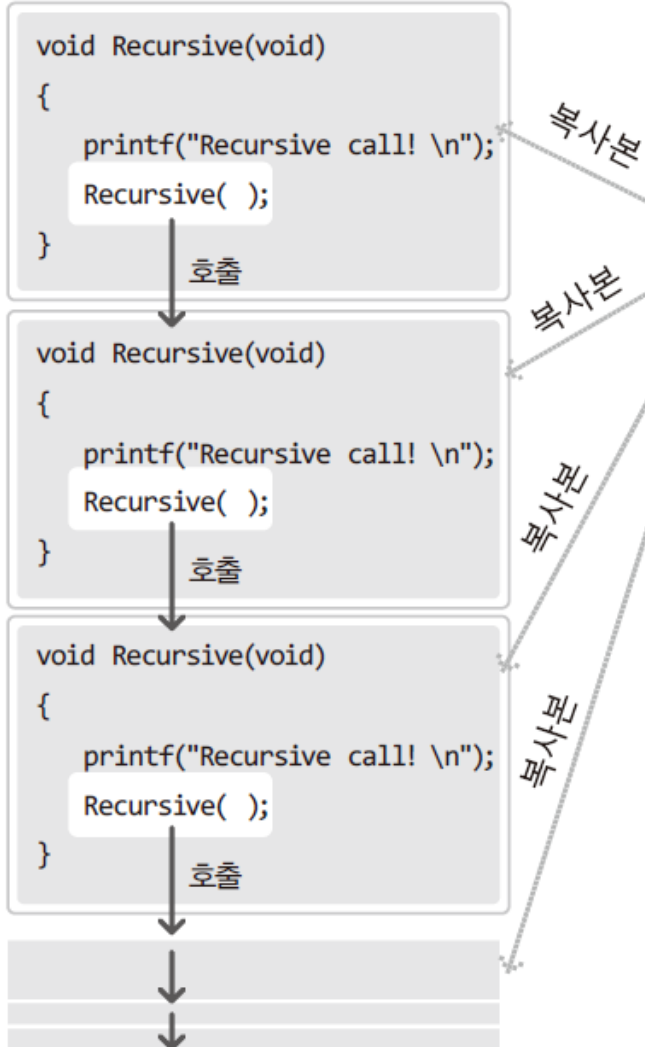 void Recursive(void)
{
printf("Recursive call! \n");
Recursive( );
}
호출
복사본
void Recursive(void)
{
printf("Recursive call! \n");
Recursive( );
}
호출
복사본
void Recursive(void)
{
printf("Recursive call! \n");
Recursive( );
}
호출
복사본
복사본